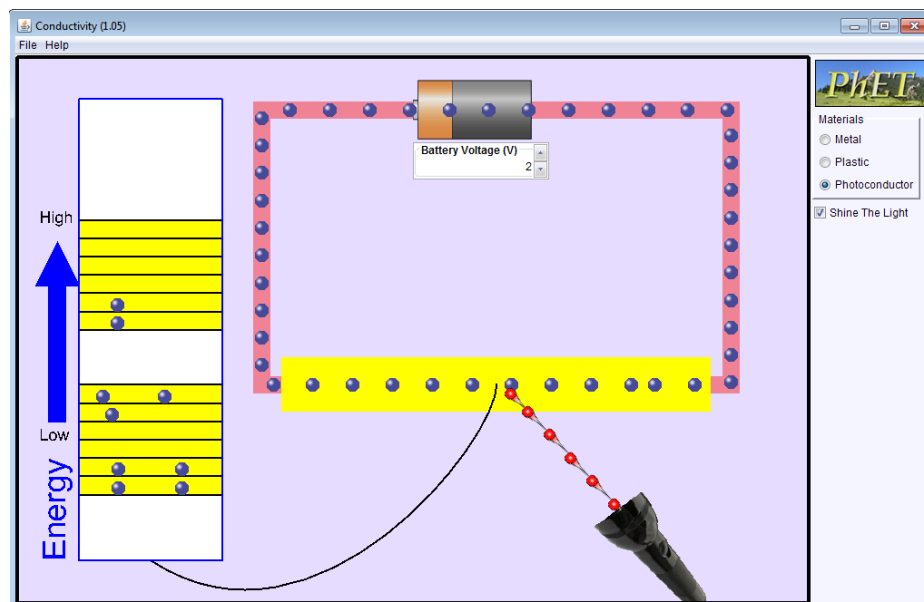 Conductivity (1.05)
File Help
PhET
Materials
Metal
Plastic
Photoconductor
Shine The Light
Battery Voltage (V)
2
High
Low
Energy